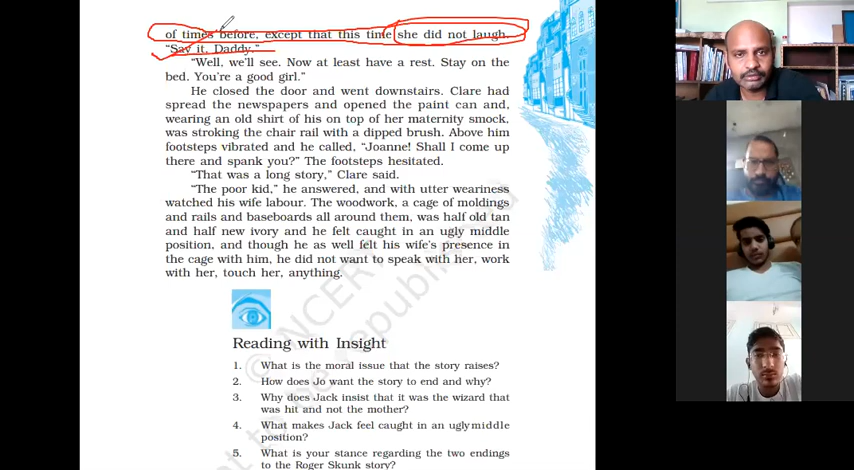 of times before, except that this time she did not laugh.
“Say it, Daddy.”
“Well, we’ll see. Now at least have a rest. Stay on the
bed. You’re a good girl.”
He closed the door and went downstairs. Clare had
spread the newspapers and opened the paint can and,
wearing an old shirt of his on top of her maternity smock,
was stroking the chair rail with a dipped brush. Above him
footsteps vibrated and he called, “Joanne! Shall I come up
there and spank you?” The footsteps hesitated.
“That was a long story,” Clare said.
“The poor kid,” he answered, and with utter weariness
watched his wife labour. The woodwork, a cage of moldings
and rails and baseboards all around them, was half old tan
and half new ivory and he felt caught in an ugly middle
position, and though he as well felt his wife’s presence in
the cage with him, he did not want to speak with her, work
with her, touch her, anything.
© NCERT
republished
Reading with Insight
1. What is the moral issue that the story raises?
2. How does Jo want the story to end and why?
3. Why does Jack insist that it was the wizard that
was hit and not the mother?
4. What makes Jack feel caught in an ugly middle
position?
5. What is your stance regarding the two endings
to the Roger Skunk story?